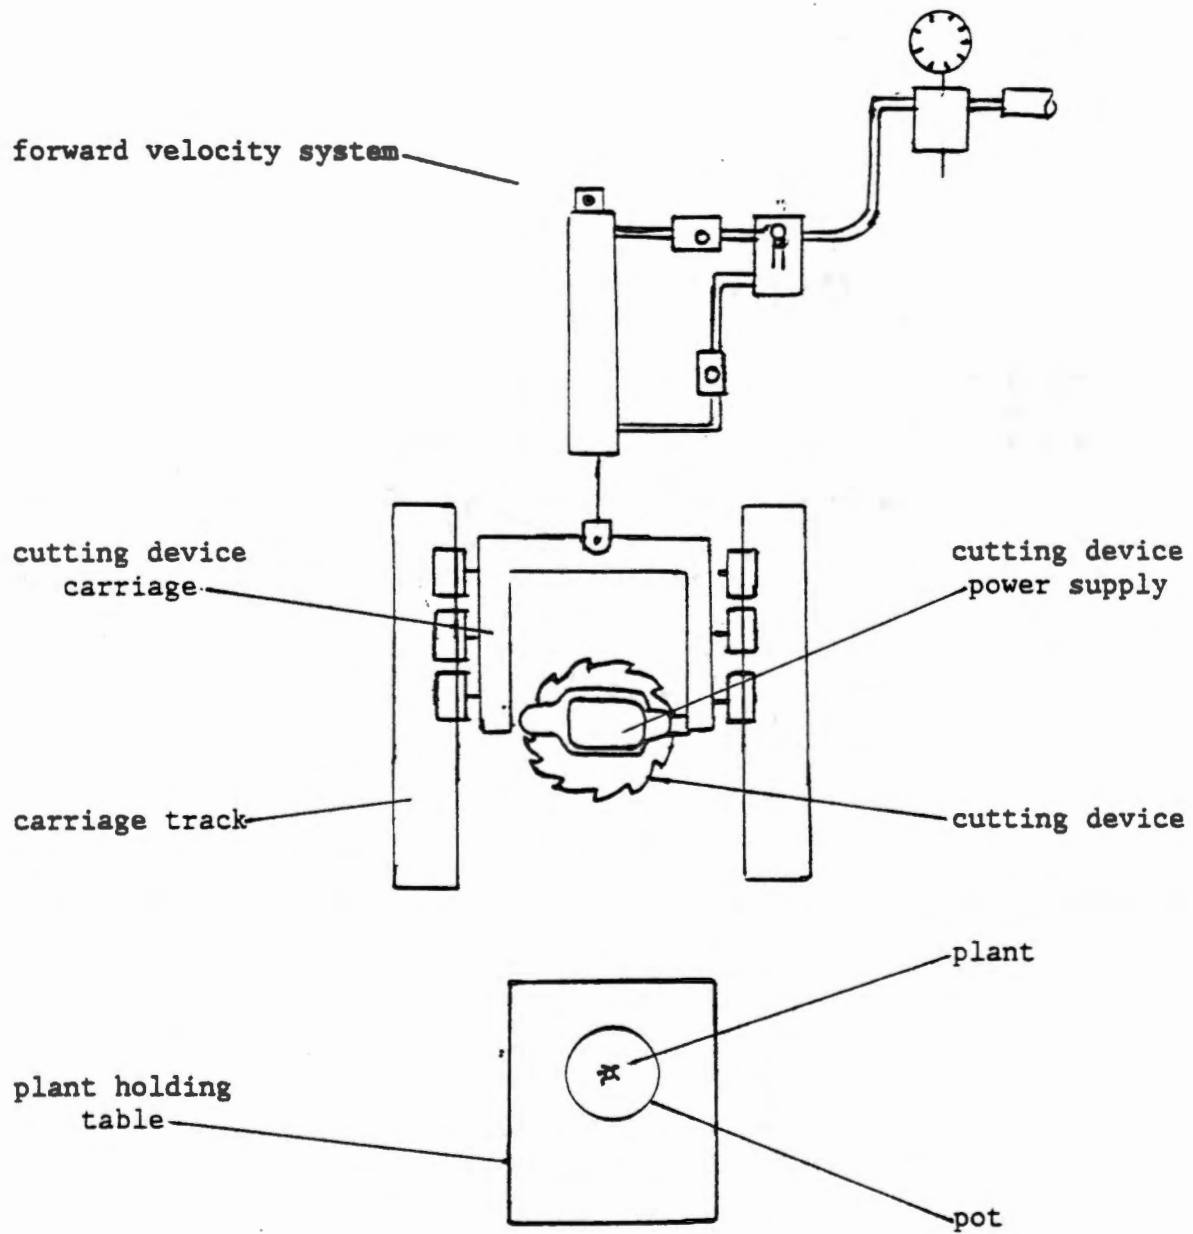 forward velocity system
cutting device
carriage
cutting device
power supply
carriage track
cutting device
plant
plant holding
table
pot